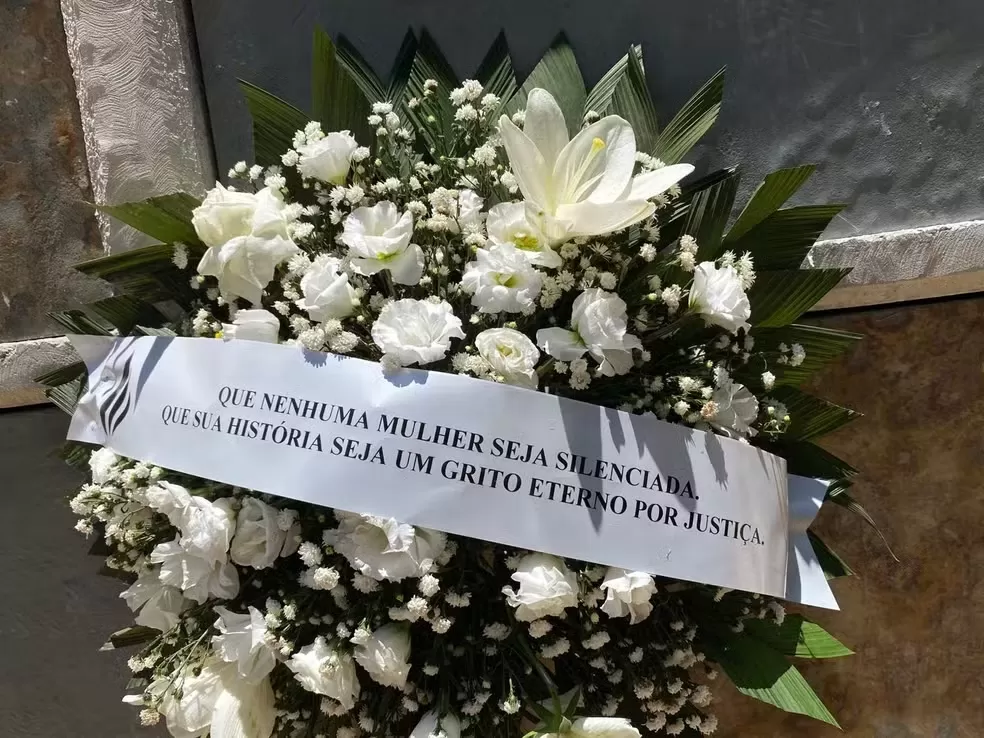 QUE NENHUMA MULHER SEJA SILENCIADA.
QUE SUA HISTÓRIA SEJA UM GRITO ETERNO POR JUSTIÇA.